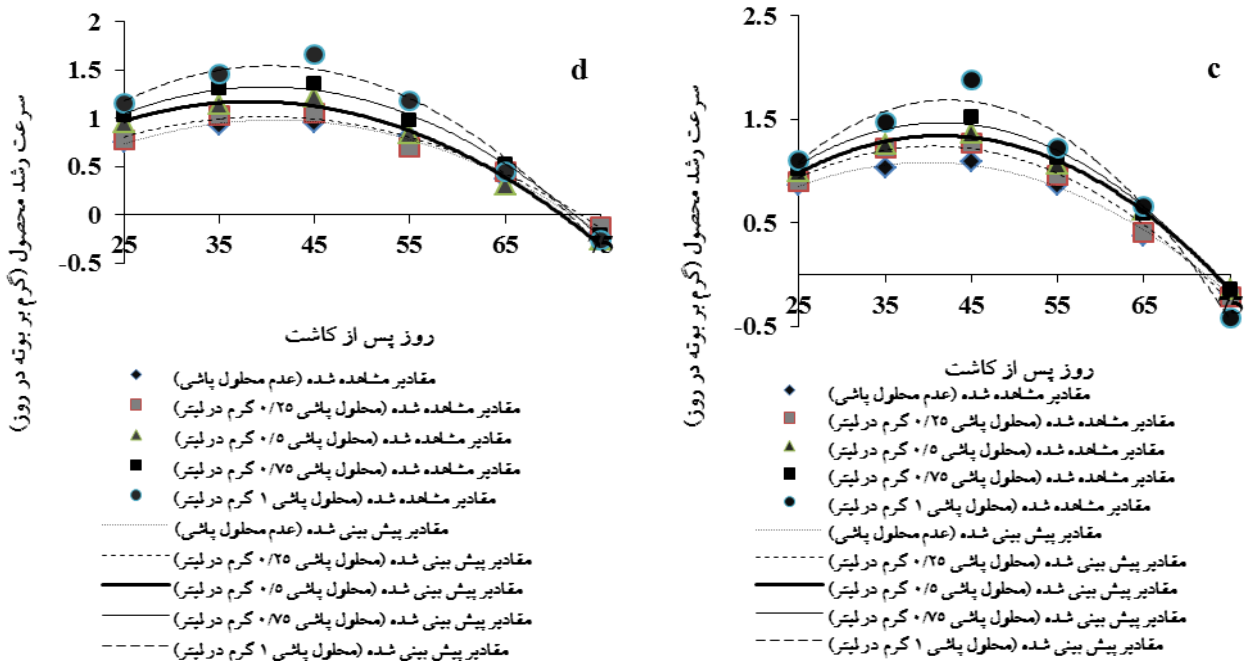 سرعت رشد محصول (گرم بر بوته در روز)
2
1.5
1
0.5
0
-0.5
25 35 45 55 65 75
d
روز پس از کاشت
مقادیر مشاهده شده (عدم محلول پاشی)
مقادیر مشاهده شده (محلول پاشی ۰/۲۵ گرم در لیتر)
مقادیر مشاهده شده (محلول پاشی ۰/۵ گرم در لیتر)
مقادیر مشاهده شده (محلول پاشی ۰/۷۵ گرم در لیتر)
مقادیر مشاهده شده (محلول پاشی ۱ گرم در لیتر)
مقادیر پیش بینی شده (عدم محلول پاشی)
مقادیر پیش بینی شده (محلول پاشی ۰/۲۵ گرم در لیتر)
مقادیر پیش بینی شده (محلول پاشی ۰/۵ گرم در لیتر)
مقادیر پیش بینی شده (محلول پاشی ۰/۷۵ گرم در لیتر)
مقادیر پیش بینی شده (محلول پاشی ۱ گرم در لیتر)
سرعت رشد محصول (گرم بر بوته در روز)
2.5
1.5
0.5
-0.5
25 35 45 55 65 75
c
روز پس از کاشت
مقادیر مشاهده شده (عدم محلول پاشی)
مقادیر مشاهده شده (محلول پاشی ۰/۲۵ گرم در لیتر)
مقادیر مشاهده شده (محلول پاشی ۰/۵ گرم در لیتر)
مقادیر مشاهده شده (محلول پاشی ۰/۷۵ گرم در لیتر)
مقادیر مشاهده شده (محلول پاشی ۱ گرم در لیتر)
مقادیر پیش بینی شده (عدم محلول پاشی)
مقادیر پیش بینی شده (محلول پاشی ۰/۲۵ گرم در لیتر)
مقادیر پیش بینی شده (محلول پاشی ۰/۵ گرم در لیتر)
مقادیر پیش بینی شده (محلول پاشی ۰/۷۵ گرم در لیتر)
مقادیر پیش بینی شده (محلول پاشی ۱ گرم در لیتر)